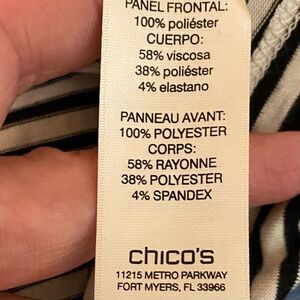 PANEL FRONTAL:
100% poliéster
CUERPO:
58% viscosa
38% poliéster
4% elastano
PANNEAU AVANT:
100% POLYESTER
CORPS:
58% RAYONNE
38% POLYESTER
4% SPANDEX
chico's
11215 METRO PARKWAY
FORT MYERS, FL 33966